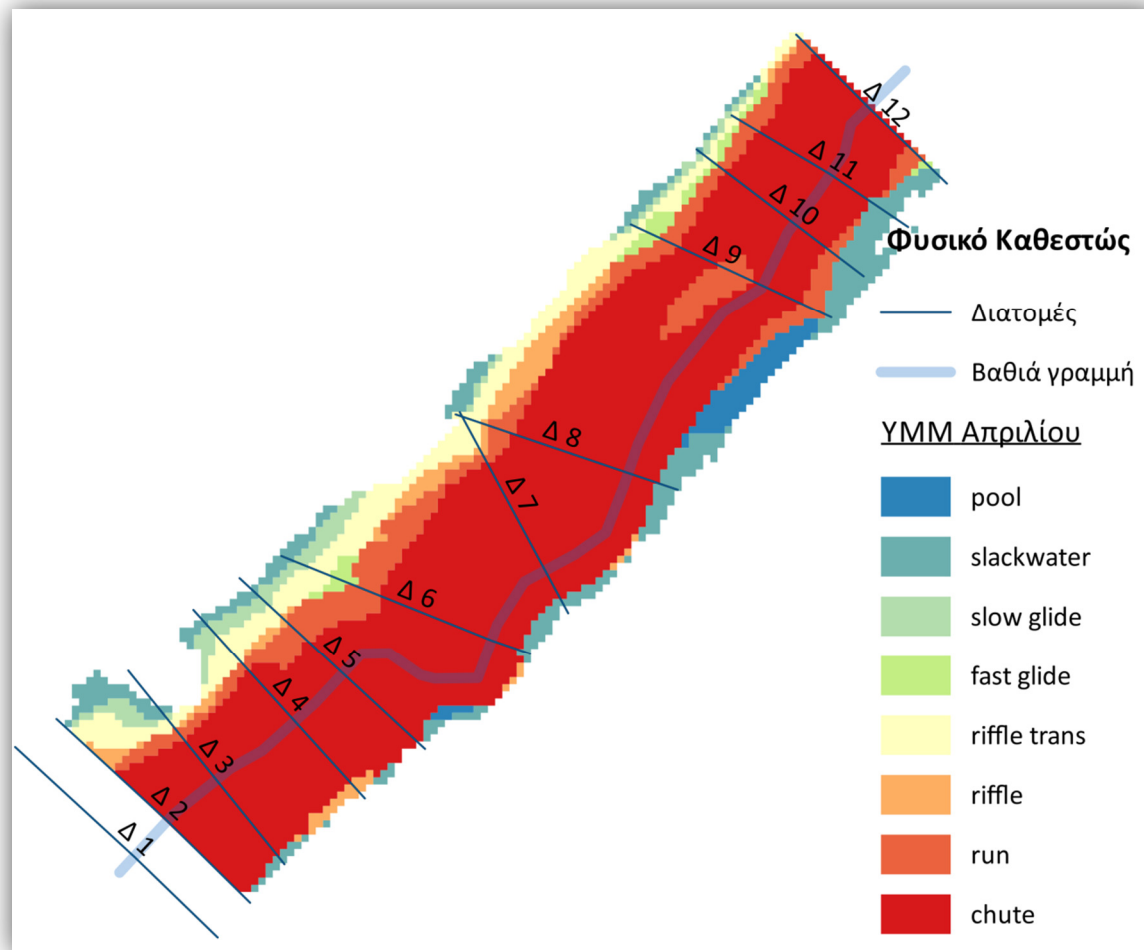 Δ 12
Δ 11
Δ 10
Δ 9
Δ 8
Δ 7
Δ 6
Δ 5
Δ 4
Δ 3
Δ 2
Δ 1
Φυσικό Καθεστώς
Διατομές
Βαθιά γραμμή
ΥΜΜ Απριλίου
pool
slackwater
slow glide
fast glide
riffle trans
riffle
run
chute